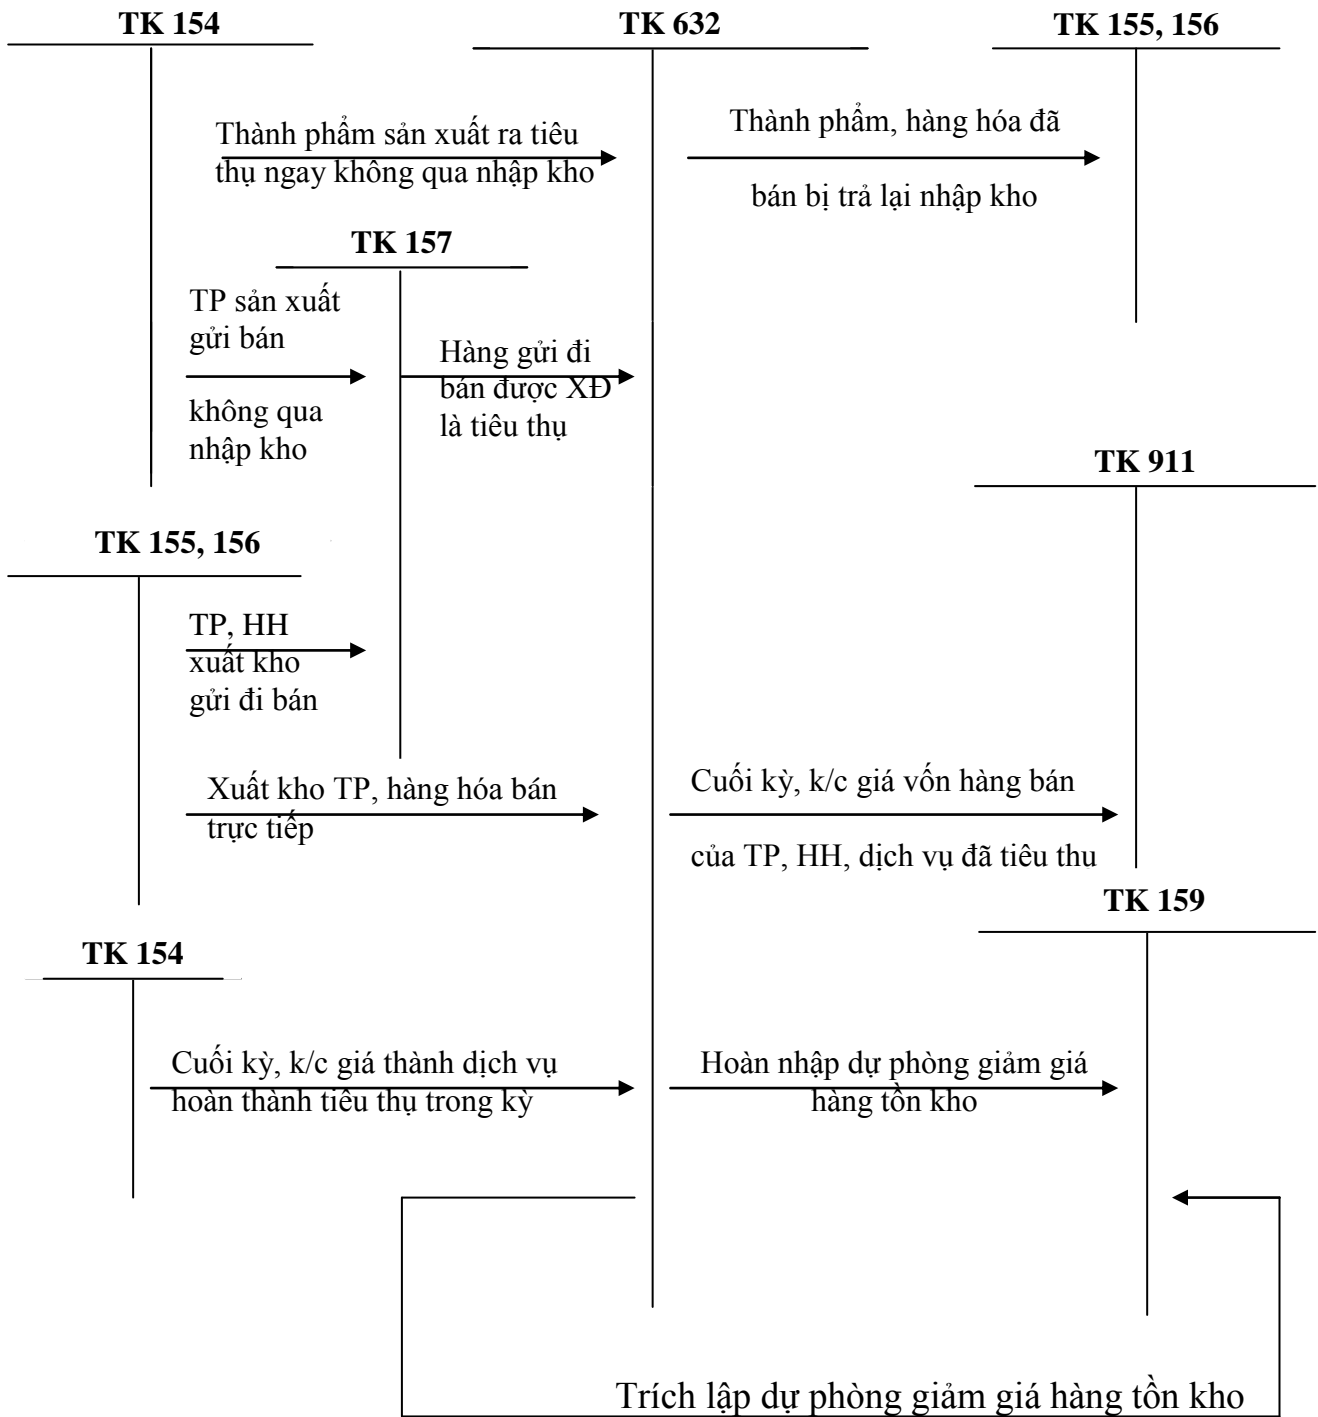 TK 154
TK 632
TK 155, 156
Thành phẩm sản xuất ra tiêu
thụ ngay không qua nhập kho
Thành phẩm, hàng hóa đã
bán bị trả lại nhập kho
TK 157
TP sản xuất
gửi bán
không qua
nhập kho
Hàng gửi đi
bán được XĐ
là tiêu thụ
TK 911
TK 155, 156
TP, HH
xuất kho
gửi đi bán
Xuất kho TP, hàng hóa bán
trực tiếp
Cuối kỳ, k/c giá vốn hàng bán
của TP, HH, dịch vụ đã tiêu thụ
TK 159
TK 154
Cuối kỳ, k/c giá thành dịch vụ
hoàn thành tiêu thụ trong kỳ
Hoàn nhập dự phòng giảm giá
hàng tồn kho
Trích lập dự phòng giảm giá hàng tồn kho